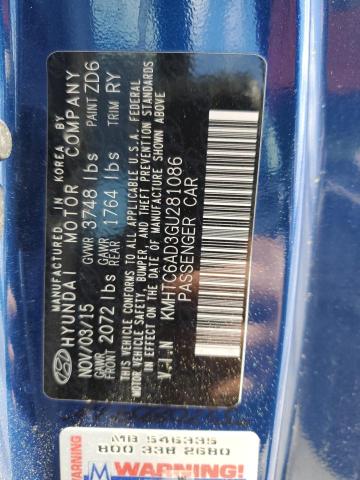 MANUFACTURED IN KOREA BY
HYUNDAI MOTOR COMPANY
NOV/03/15 GVWR 3748 lbs PAINT ZD6
GAWR FRONT 2072 lbs GAWR REAR 1764 lbs TRIM RY
THIS VEHICLE CONFORMS TO ALL APPLICABLE U.S.A. FEDERAL
MOTOR VEHICLE SAFETY, BUMPER, AND THEFT PREVENTION STANDARDS
IN EFFECT ON THE DATE OF MANUFACTURE SHOWN ABOVE
V.I.N KMHTC6AD3GU281086
PASSENGER CAR
MB 546335
800 338 2680
WARNING!